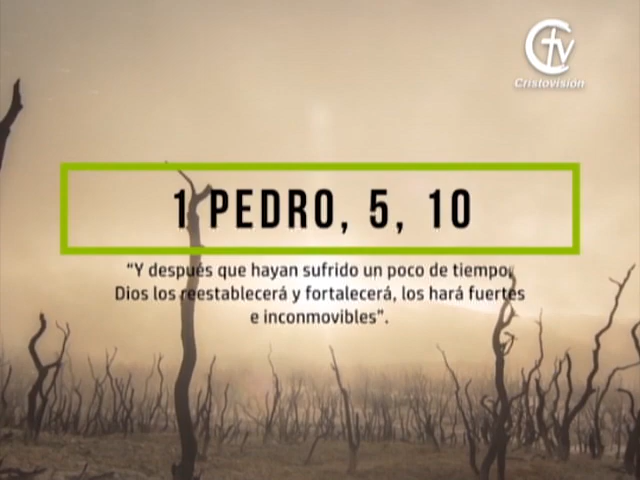 Cristovisión
1 PEDRO, 5, 10
“Y después que hayan sufrido un poco de tiempo,
Dios los reestablecerá y fortalecerá, los hará fuertes
e inconmovibles”.